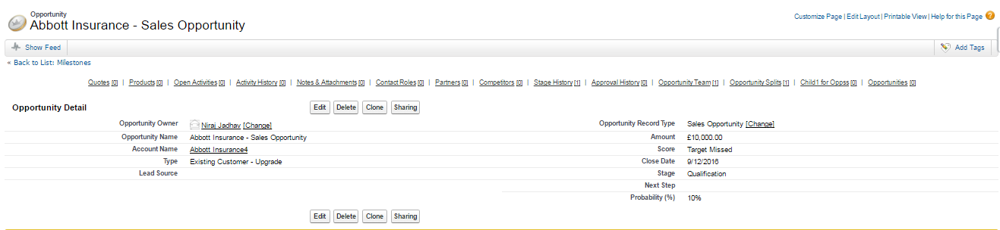 Opportunity
Abbott Insurance - Sales Opportunity
Customize Page | Edit Layout | Printable View | Help for this Page ?
Show Feed
Add Tags
« Back to List: Milestones
Quotes [0] | Products [0] | Open Activities [0] | Activity History [0] | Notes & Attachments [0] | Contact Roles [0] | Partners [0] | Competitors [0] | Stage History [1] | Approval History [0] | Opportunity Team [1] | Opportunity Splits [1] | Child1 for Oppss [0] | Opportunities [0]
Opportunity Detail
Edit Delete Clone Sharing
Opportunity Owner Niraj Jadhav [Change] Opportunity Record Type Sales Opportunity [Change]
Opportunity Name Abbott Insurance - Sales Opportunity Amount £10,000.00
Account Name Abbott Insurance4 Score Target Missed
Type Existing Customer - Upgrade Close Date 9/12/2016
Lead Source Stage Qualification
Next Step
Probability (%) 10%
Edit Delete Clone Sharing